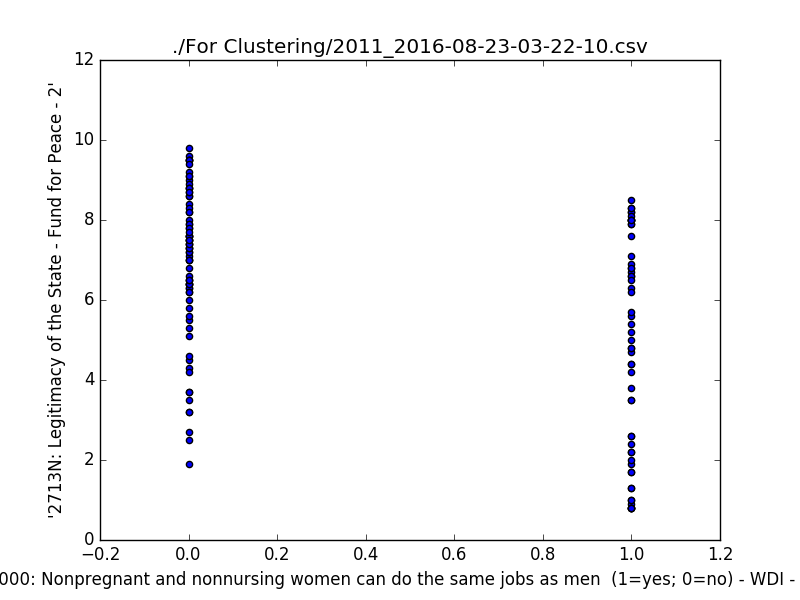 ./For Clustering/2011_2016-08-23-03-22-10.csv
'2713N: Legitimacy of the State - Fund for Peace - 2'
12
10
8
6
4
2
0
−0.2 0.0 0.2 0.4 0.6 0.8 1.0 1.2
000: Nonpregnant and nonnursing women can do the same jobs as men (1=yes; 0=no) - WDI -